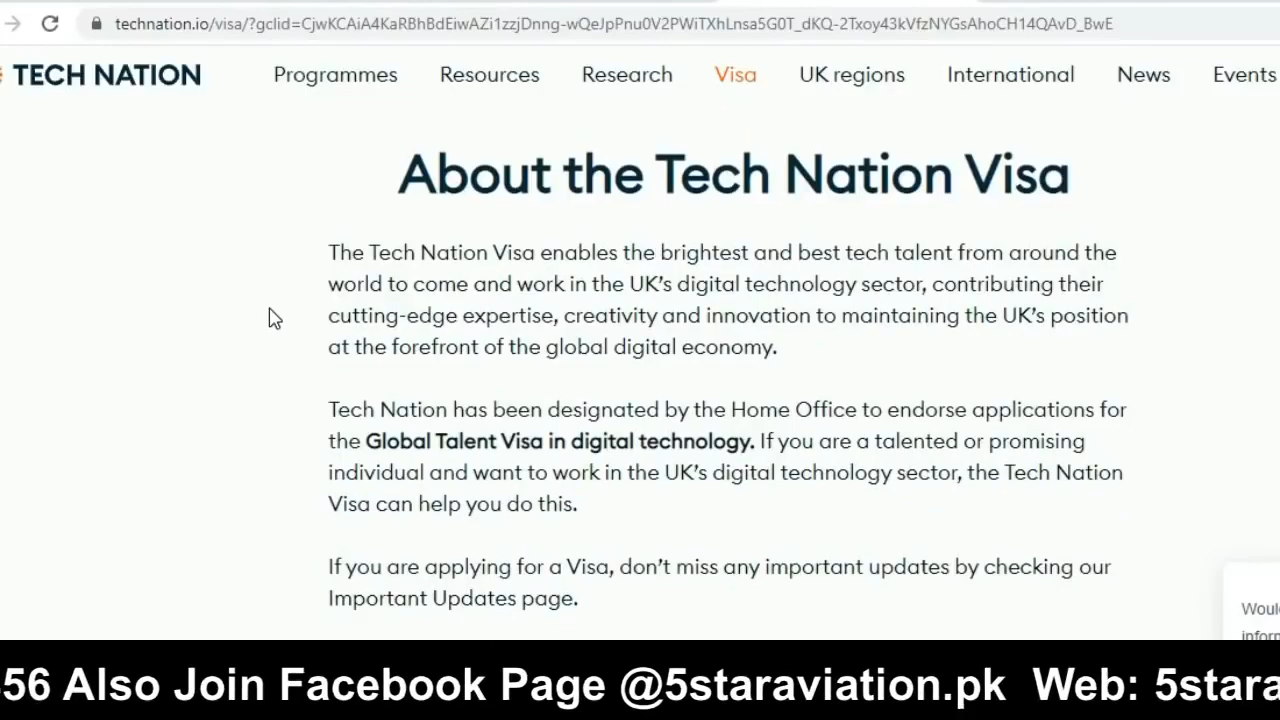 technation.io/visa/?gclid=CjwKCAiA4KaRBhBdEiwAZi1zzjDnng-wQeJpPnu0V2PWiTXhLnsa5G0T_dKQ-2Txoy43kVfzNYGsAhoCH14QAvD_BwE
TECH NATION Programmes Resources Research Visa UK regions International News Events
About the Tech Nation Visa
The Tech Nation Visa enables the brightest and best tech talent from around the
world to come and work in the UK’s digital technology sector, contributing their
cutting-edge expertise, creativity and innovation to maintaining the UK’s position
at the forefront of the global digital economy.
Tech Nation has been designated by the Home Office to endorse applications for
the Global Talent Visa in digital technology. If you are a talented or promising
individual and want to work in the UK’s digital technology sector, the Tech Nation
Visa can help you do this.
If you are applying for a Visa, don’t miss any important updates by checking our
Important Updates page.
56 Also Join Facebook Page @5staraviation.pk Web: 5stara